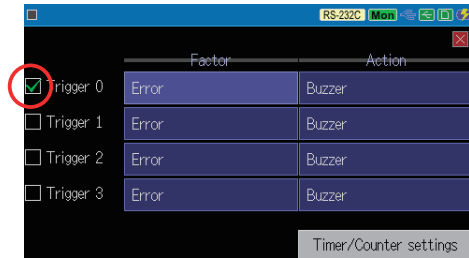 RS-232C Mon
Factor Action
Trigger 0 Error Buzzer
Trigger 1 Error Buzzer
Trigger 2 Error Buzzer
Trigger 3 Error Buzzer
Timer/Counter settings